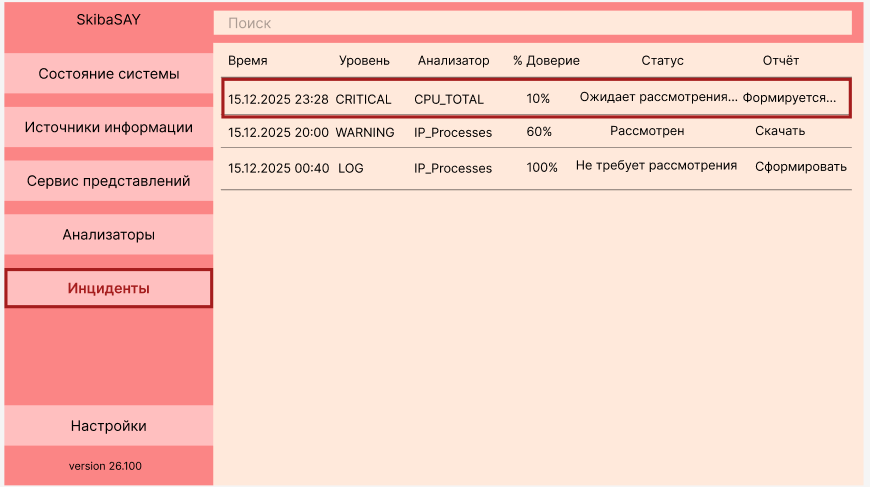 SkibaSAY
Поиск
Состояние системы
Источники информации
Сервис представлений
Анализаторы
Инциденты
Настройки
version 26.100
Время Уровень Анализатор % Доверие Статус Отчёт
15.12.2025 23:28 CRITICAL CPU_TOTAL 10% Ожидает рассмотрения... Формируется...
15.12.2025 20:00 WARNING IP_Processes 60% Рассмотрен Скачать
15.12.2025 00:40 LOG IP_Processes 100% Не требует рассмотрения Сформировать